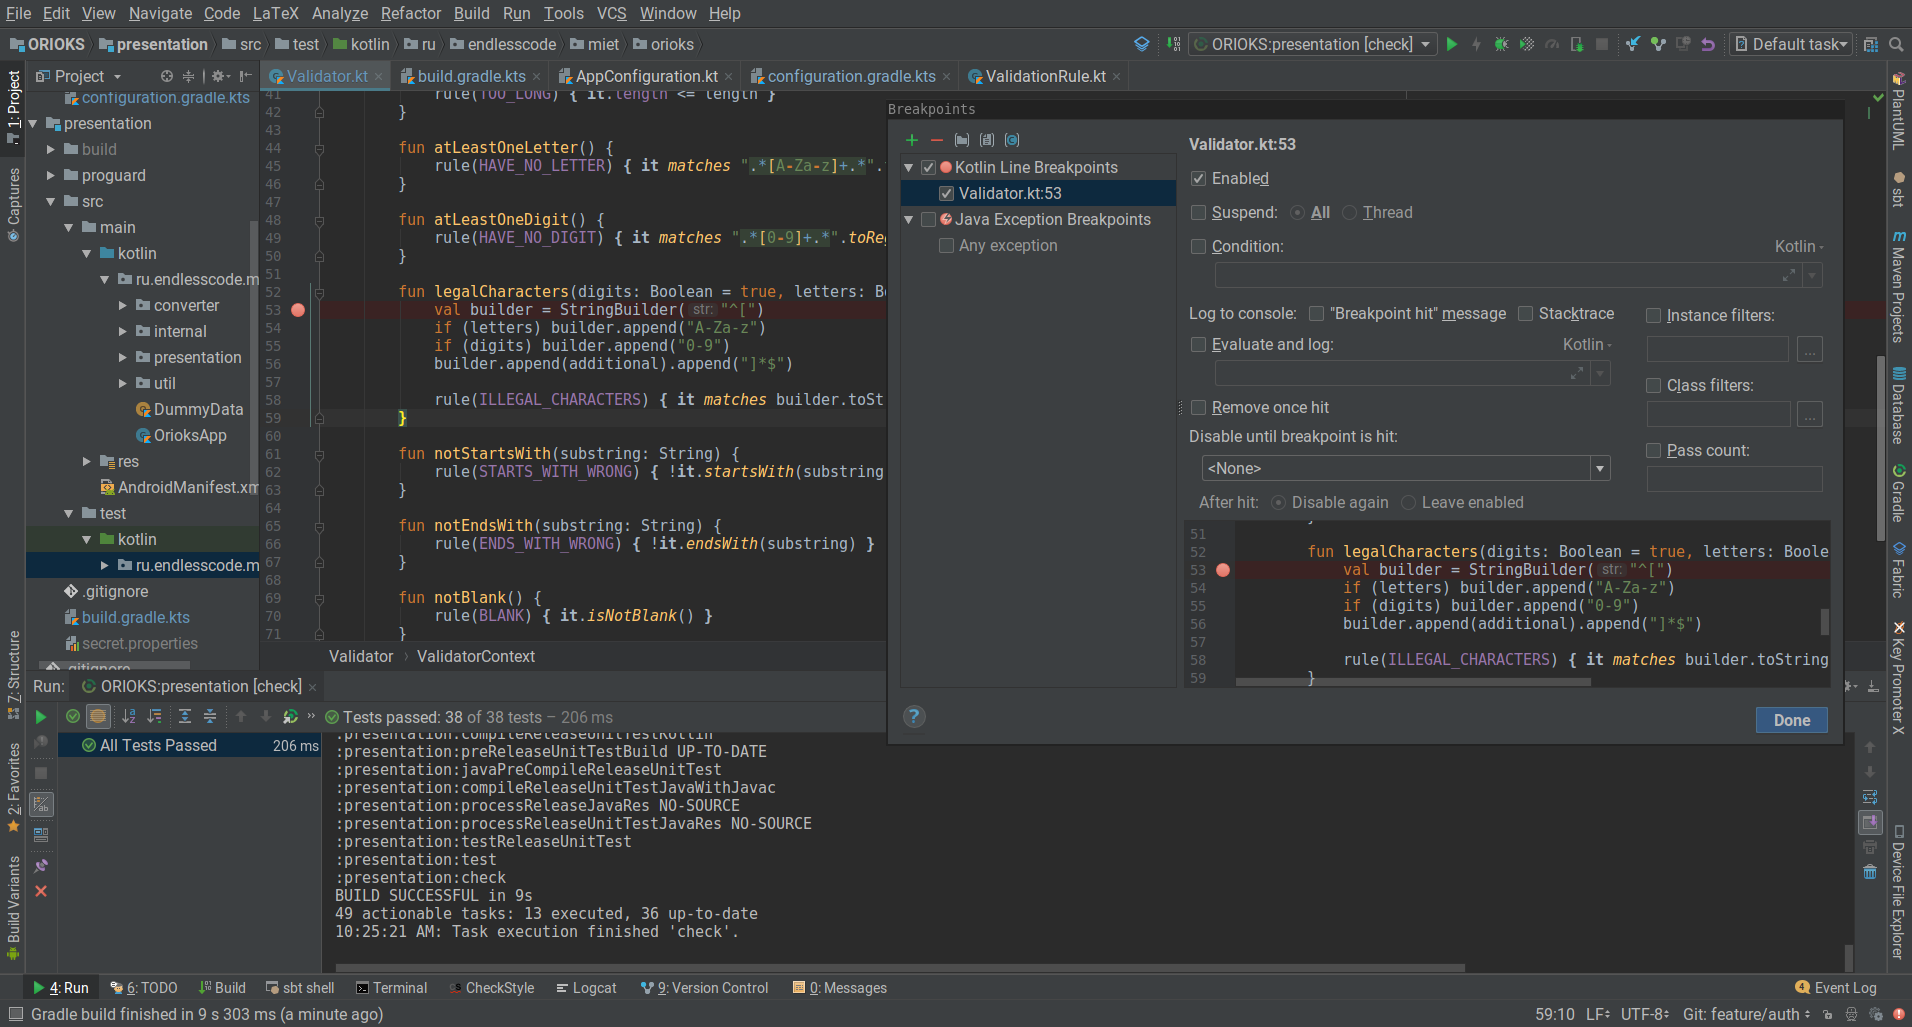 File Edit View Navigate Code LaTeX Analyze Refactor Build Run Tools VCS Window Help
ORIOKS presentation src test kotlin ru endlesscode miet orioks
ORIOKS:presentation [check]
Default task
1: Project
Captures
7: Structure
2: Favorites
Build Variants
Project
Validator.kt
build.gradle.kts
AppConfiguration.kt
configuration.gradle.kts
ValidationRule.kt
configuration.gradle.kts
presentation
build
proguard
src
main
kotlin
ru.endlesscode.m
converter
internal
presentation
util
DummyData
OrioksApp
res
AndroidManifest.xm
test
kotlin
ru.endlesscode.m
.gitignore
build.gradle.kts
secret.properties
.gitignore
41 rule(TOO_LONG) { it.length <= length }
42 }
43
44 fun atLeastOneLetter() {
45 rule(HAVE_NO_LETTER) { it matches ".*[A-Za-z]+.*".
46 }
47
48 fun atLeastOneDigit() {
49 rule(HAVE_NO_DIGIT) { it matches ".*[0-9]+.*".toRe
50 }
51
52 fun legalCharacters(digits: Boolean = true, letters: Bo
53 val builder = StringBuilder( str: "^[")
54 if (letters) builder.append("A-Za-z")
55 if (digits) builder.append("0-9")
56 builder.append(additional).append("]*$")
57
58 rule(ILLEGAL_CHARACTERS) { it matches builder.toSt
59 }
60
61 fun notStartsWith(substring: String) {
62 rule(STARTS_WITH_WRONG) { !it.startsWith(substring
63 }
64
65 fun notEndsWith(substring: String) {
66 rule(ENDS_WITH_WRONG) { !it.endsWith(substring) }
67 }
68
69 fun notBlank() {
70 rule(BLANK) { it.isNotBlank() }
71 }
Validator ValidatorContext
Breakpoints
Kotlin Line Breakpoints
Validator.kt:53
Java Exception Breakpoints
Any exception
Validator.kt:53
Enabled
Suspend: All Thread
Condition: Kotlin
Log to console: "Breakpoint hit" message Stacktrace
Evaluate and log: Kotlin
Remove once hit
Disable until breakpoint is hit:
<None>
After hit: Disable again Leave enabled
Instance filters:
...
Class filters:
...
Pass count:
51 }
52 fun legalCharacters(digits: Boolean = true, letters: Boole
53 val builder = StringBuilder( str: "^[")
54 if (letters) builder.append("A-Za-z")
55 if (digits) builder.append("0-9")
56 builder.append(additional).append("]*$")
57
58 rule(ILLEGAL_CHARACTERS) { it matches builder.toString
59 }
?
Done
PlantUML
sbt
m Maven Projects
Database
Gradle
Fabric
Key Promoter X
Device File Explorer
Run: ORIOKS:presentation [check]
Tests passed: 38 of 38 tests – 206 ms
All Tests Passed 206 ms
:presentation:compileReleaseUnitTestKotlin
:presentation:preReleaseUnitTestBuild UP-TO-DATE
:presentation:javaPreCompileReleaseUnitTest
:presentation:compileReleaseUnitTestJavaWithJavac
:presentation:processReleaseJavaRes NO-SOURCE
:presentation:processReleaseUnitTestJavaRes NO-SOURCE
:presentation:testReleaseUnitTest
:presentation:test
:presentation:check
BUILD SUCCESSFUL in 9s
49 actionable tasks: 13 executed, 36 up-to-date
10:25:21 AM: Task execution finished 'check'.
4: Run 6: TODO Build sbt shell Terminal CheckStyle Logcat 9: Version Control 0: Messages
4 Event Log
Gradle build finished in 9 s 303 ms (a minute ago)
59:10 LF UTF-8 Git: feature/auth